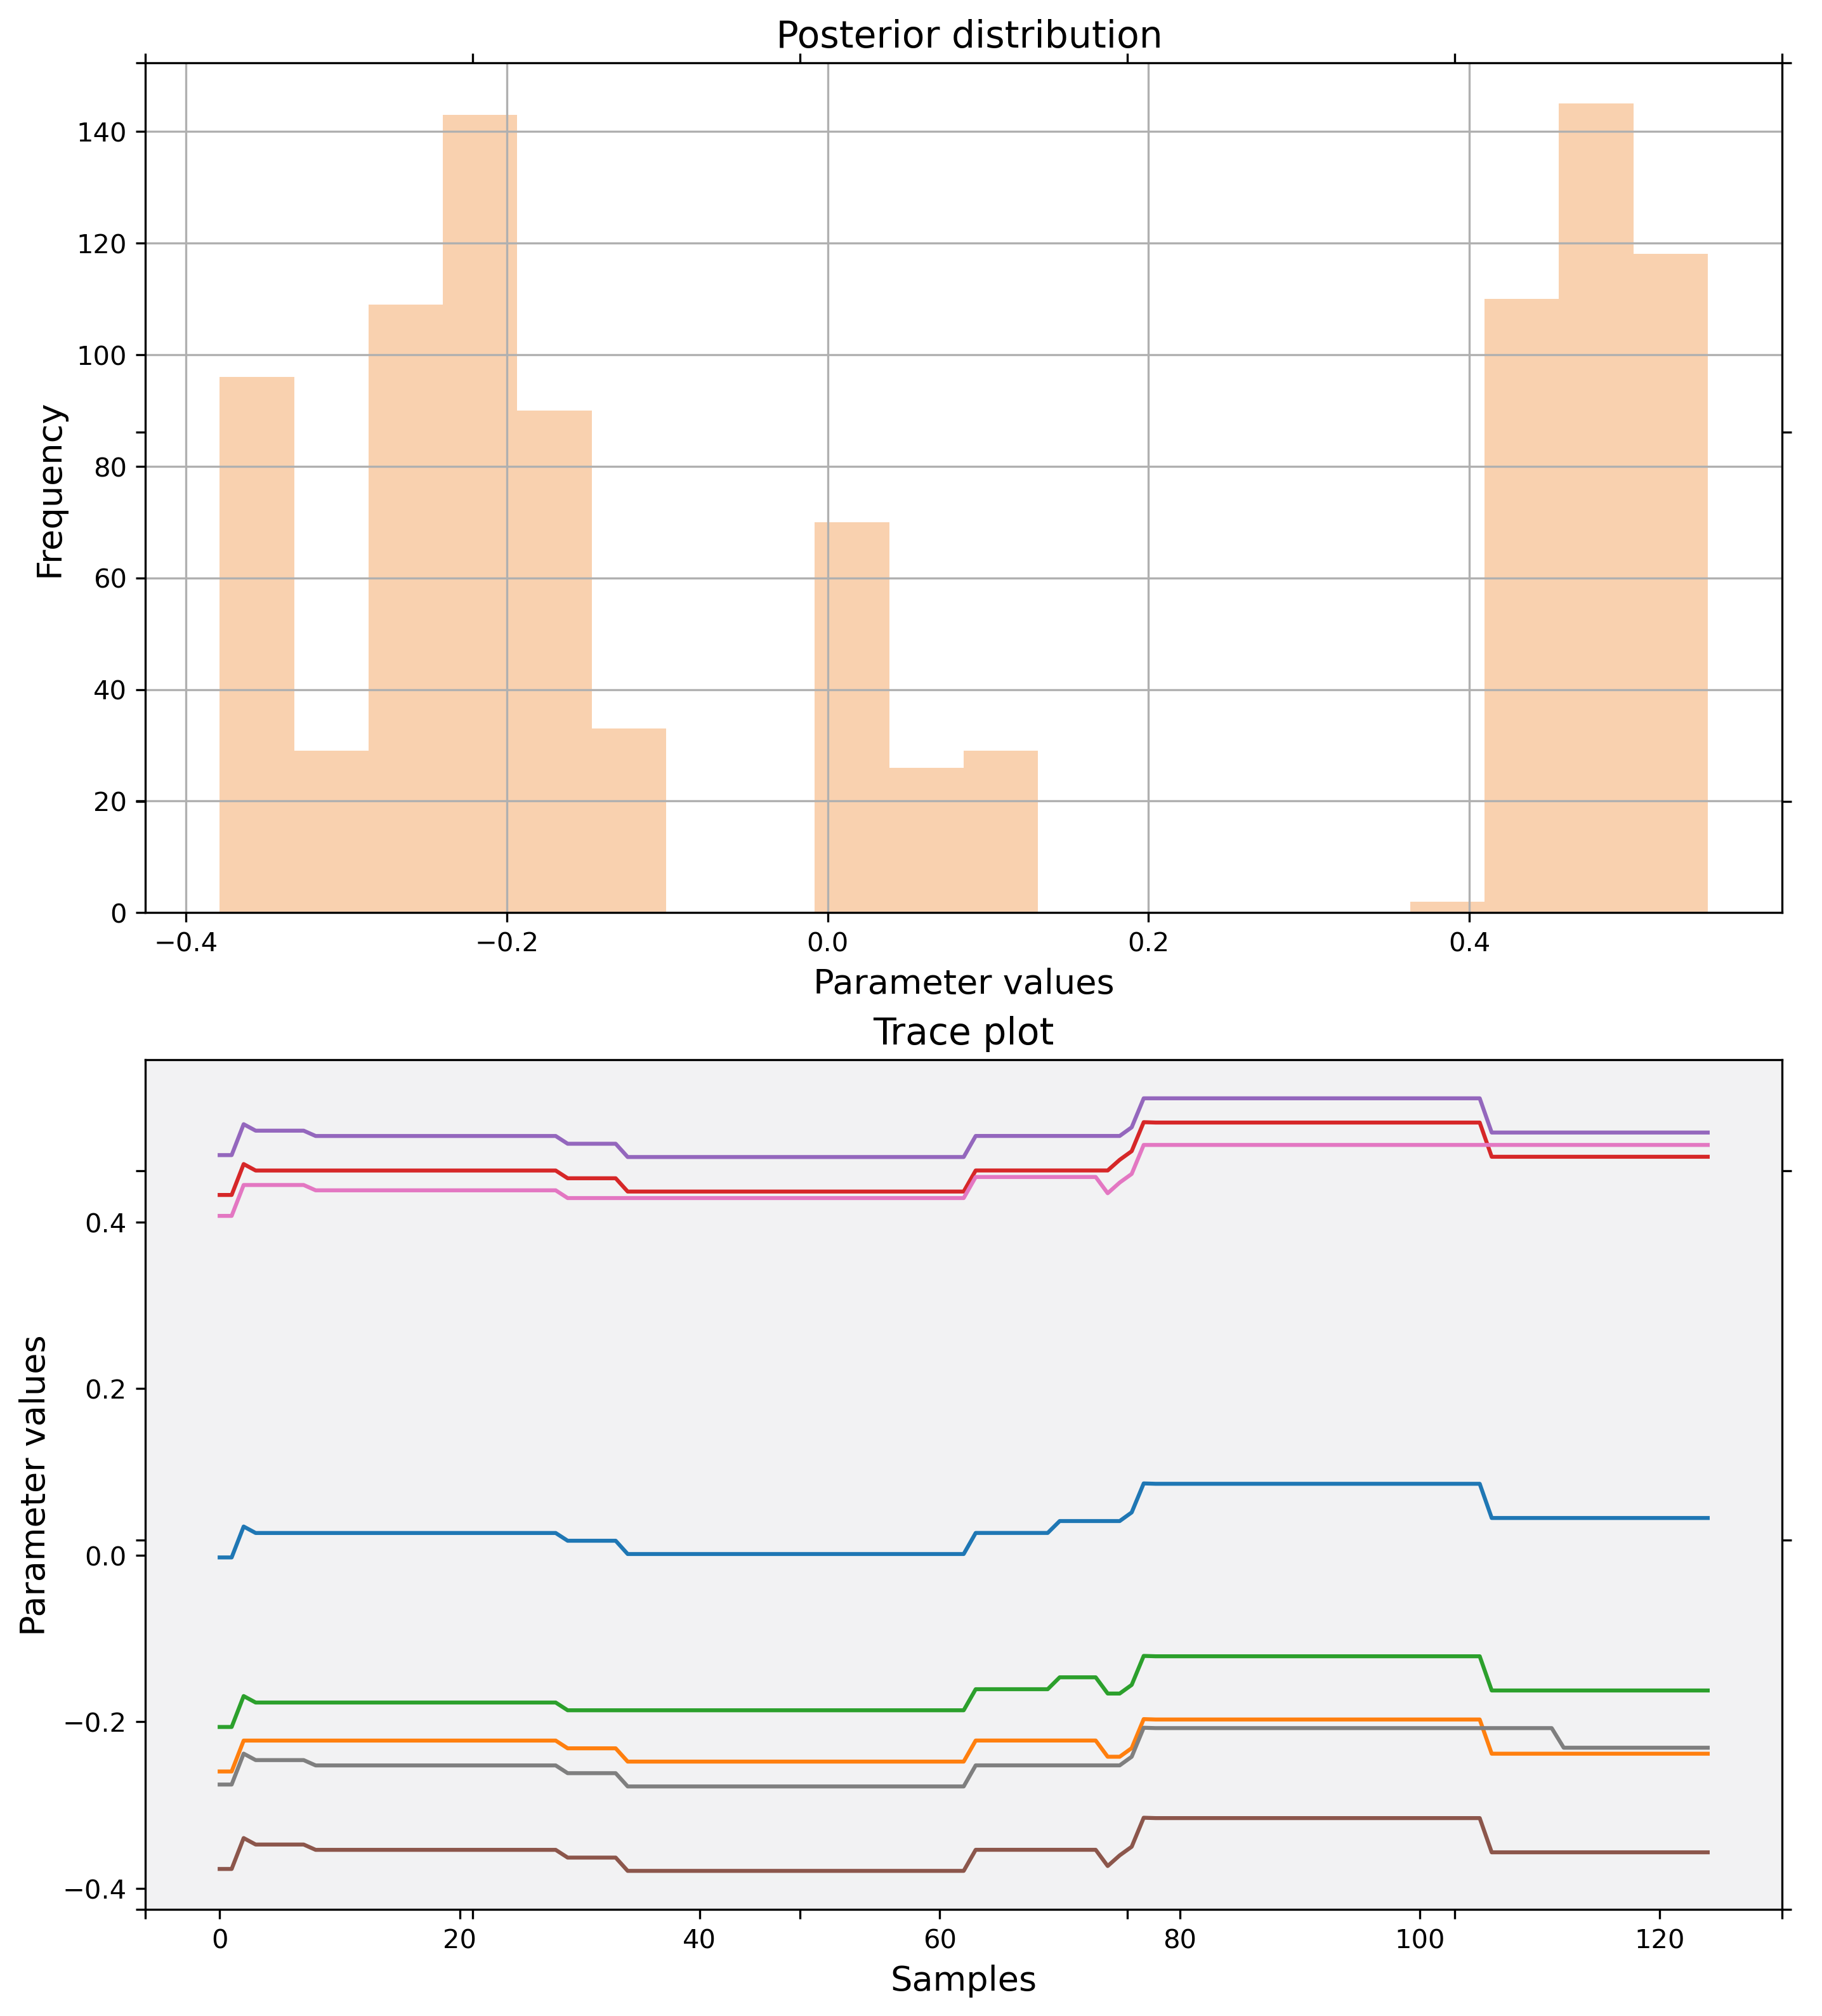 Posterior distribution
140
120
100
80
60
40
20
0
Frequency
−0.4 −0.2 0.0 0.2 0.4
Parameter values
Trace plot
0.4
0.2
0.0
−0.2
−0.4
Parameter values
0 20 40 60 80 100 120
Samples